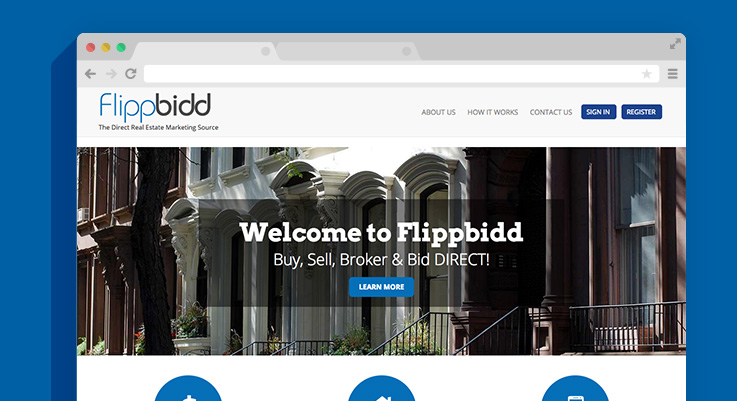 Flippbidd
The Direct Real Estate Marketing Source
ABOUT US HOW IT WORKS CONTACT US SIGN IN REGISTER
Welcome to Flippbidd
Buy, Sell, Broker & Bid DIRECT!
LEARN MORE